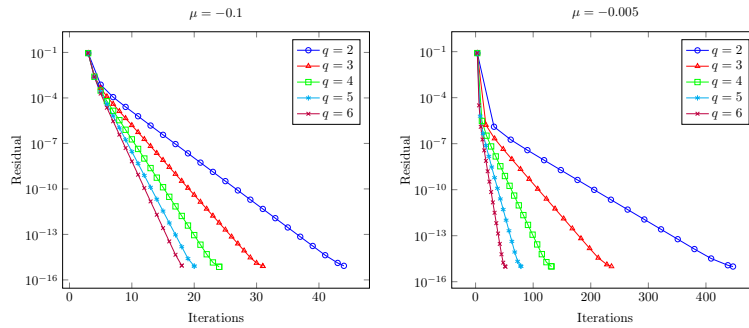 μ = −0.1
10⁻¹
10⁻⁴
10⁻⁷
10⁻¹⁰
10⁻¹³
10⁻¹⁶
Residual
0
10
20
30
40
Iterations
q = 2
q = 3
q = 4
q = 5
q = 6
μ = −0.005
10⁻¹
10⁻⁴
10⁻⁷
10⁻¹⁰
10⁻¹³
10⁻¹⁶
Residual
0
100
200
300
400
Iterations
q = 2
q = 3
q = 4
q = 5
q = 6